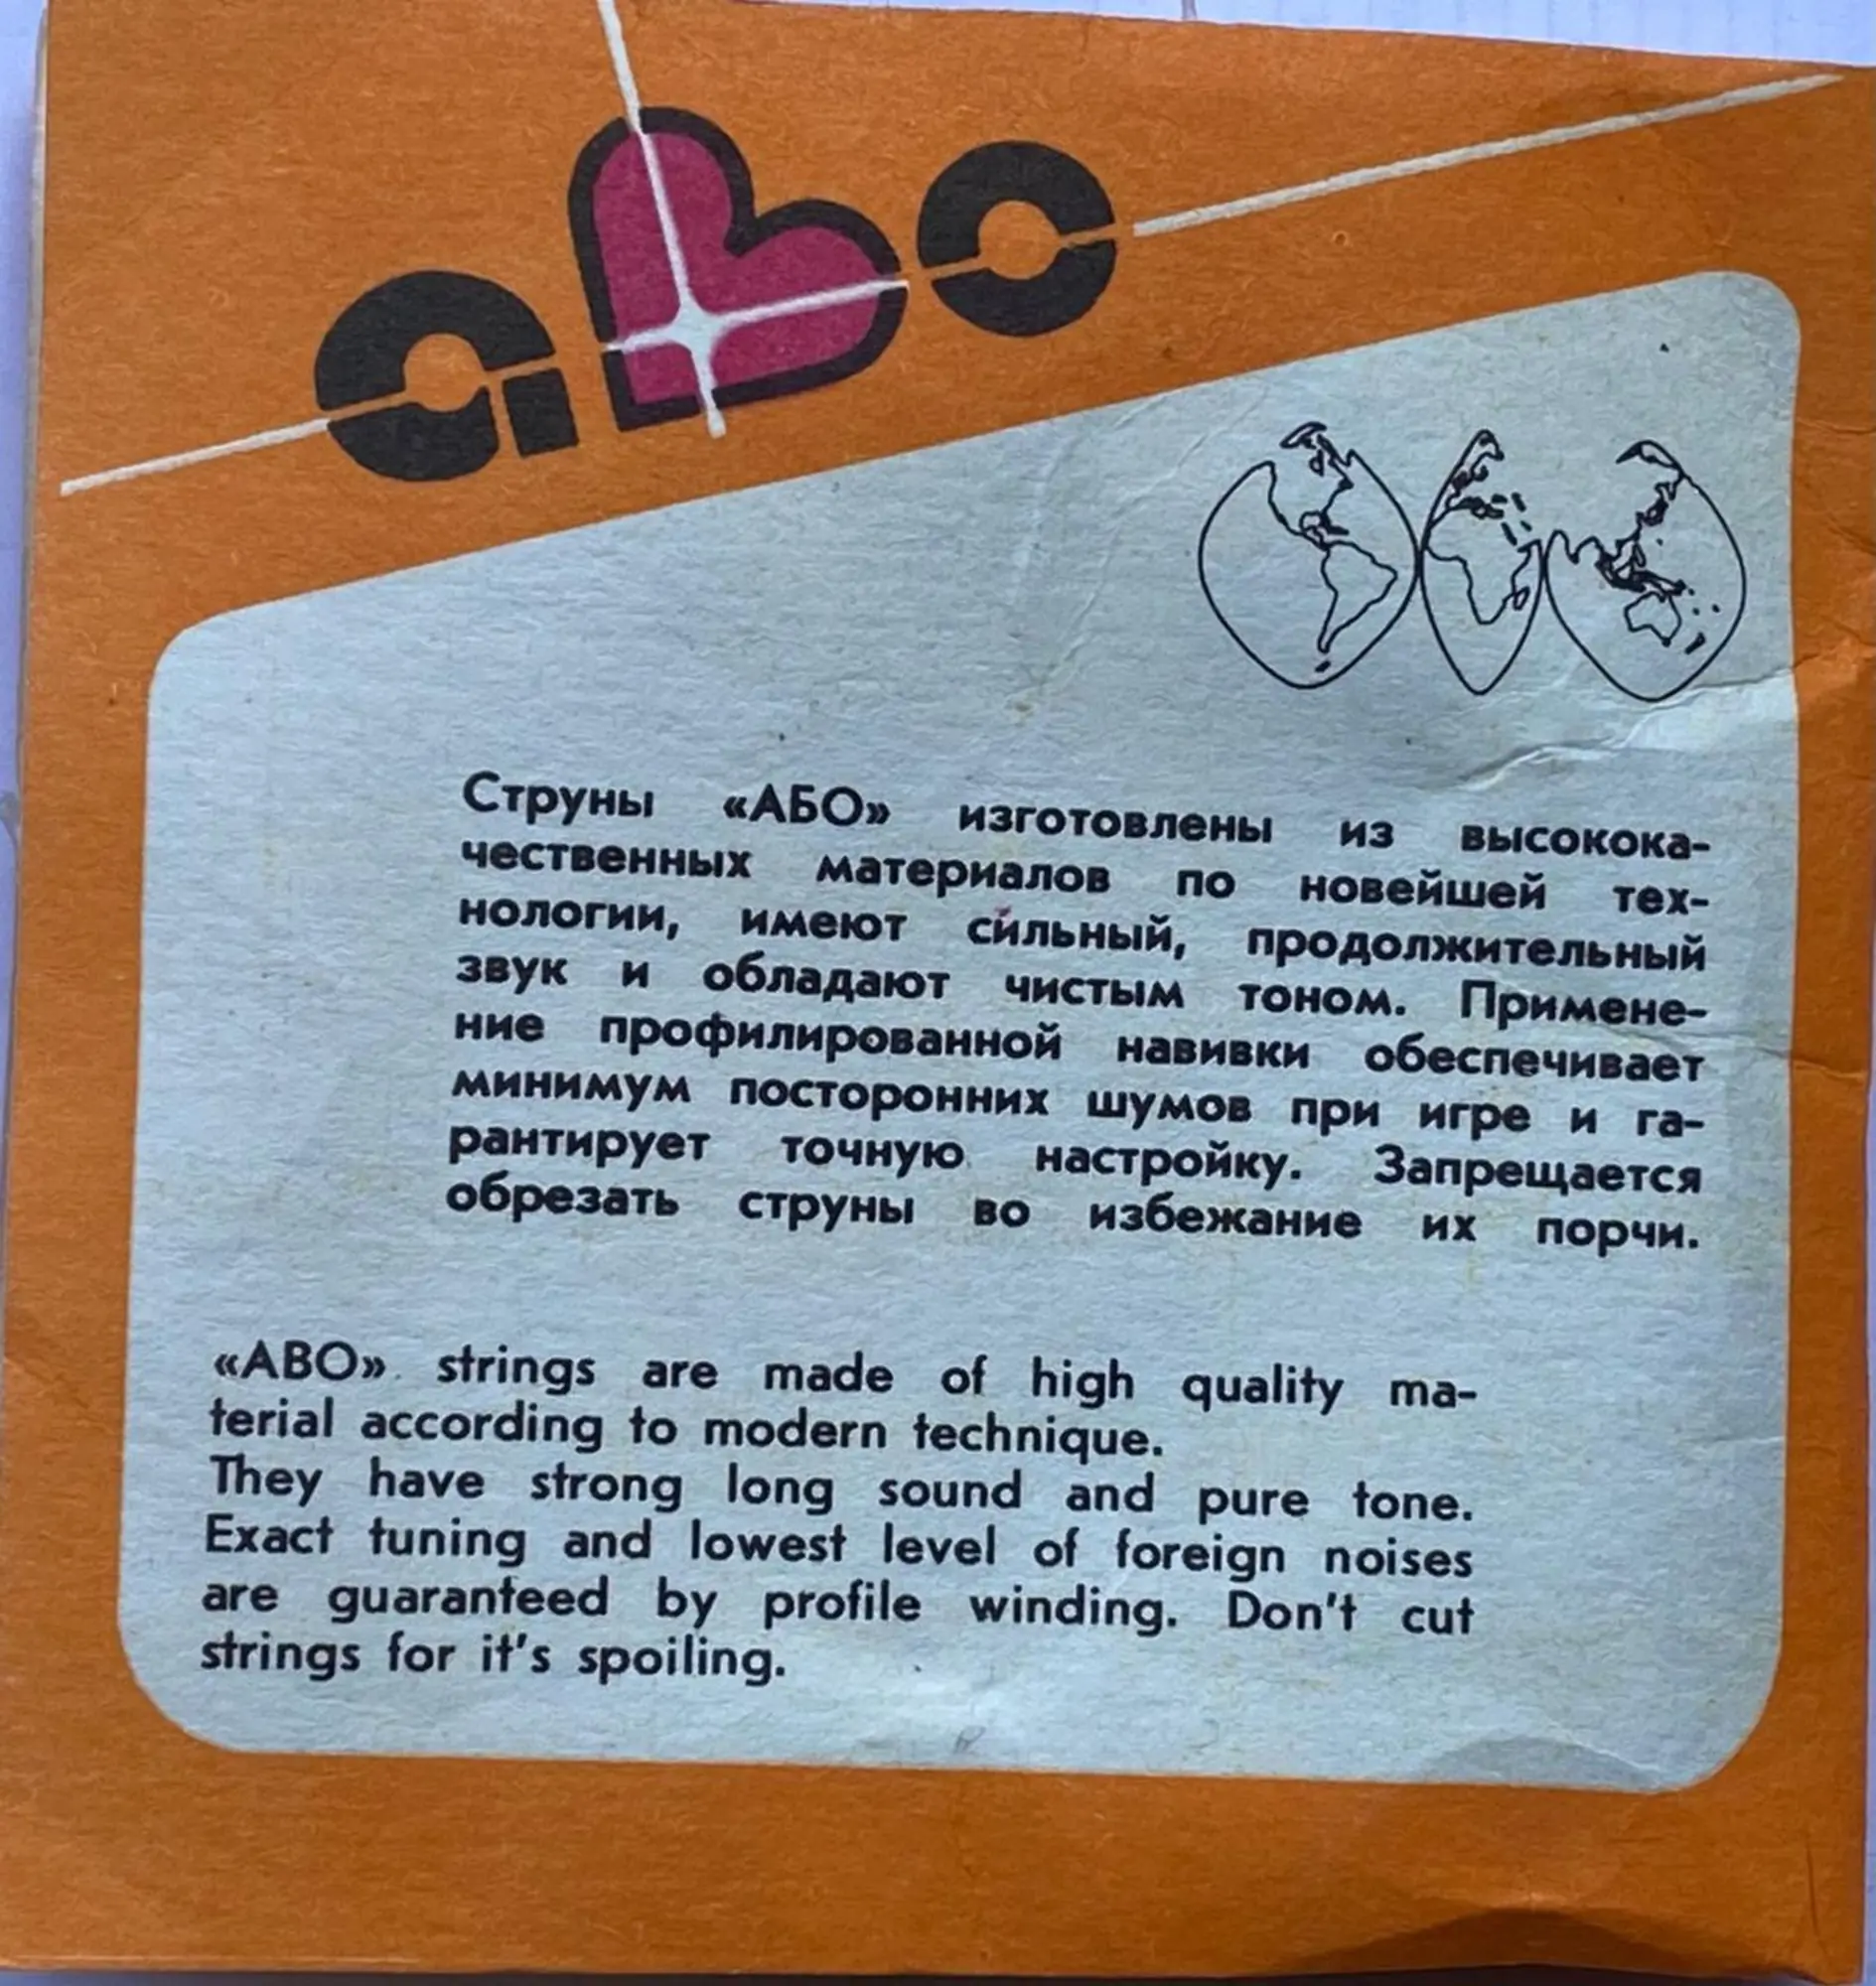 abo
Струны «АБО» изготовлены из высокока-
чественных материалов по новейшей тех-
нологии, имеют сильный, продолжительный
звук и обладают чистым тоном. Примене-
ние профилированной навивки обеспечивает
минимум посторонних шумов при игре и га-
рантирует точную настройку. Запрещается
обрезать струны во избежание их порчи.
«ABO» strings are made of high quality ma-
terial according to modern technique.
They have strong long sound and pure tone.
Exact tuning and lowest level of foreign noises
are guaranteed by profile winding. Don't cut
strings for it's spoiling.